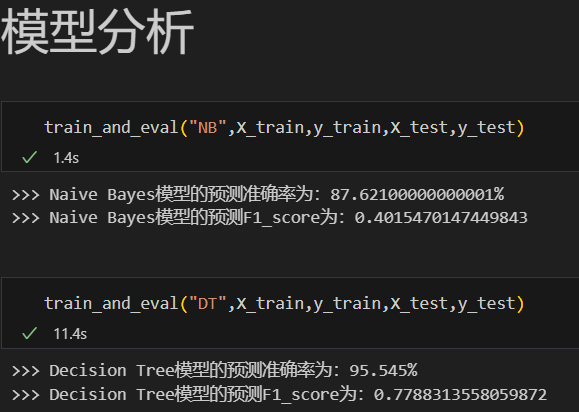 模型分析
train_and_eval("NB",X_train,y_train,X_test,y_test)
1.4s
>>> Naive Bayes模型的预测准确率为：87.62100000000001%
>>> Naive Bayes模型的预测F1_score为：0.4015470147449843
train_and_eval("DT",X_train,y_train,X_test,y_test)
11.4s
>>> Decision Tree模型的预测准确率为：95.545%
>>> Decision Tree模型的预测F1_score为：0.7788313558059872